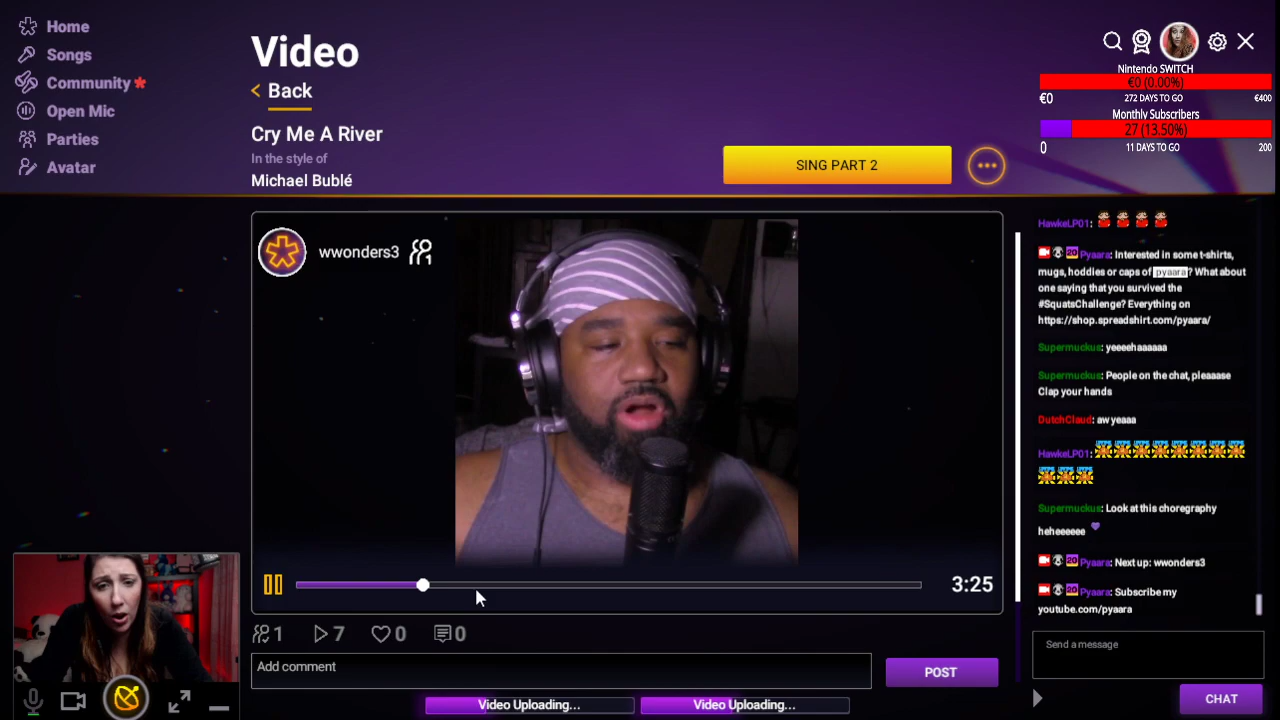 Home
Songs
Community *
Open Mic
Parties
Avatar
Video
< Back
Cry Me A River
In the style of
Michael Bublé
SING PART 2
Nintendo SWITCH
€0 (0.00%)
€0 272 DAYS TO GO €400
Monthly Subscribers
27 (13.50%)
0 11 DAYS TO GO 200
wwonders3
3:25
1 7 0 0
Add comment
POST
Video Uploading... Video Uploading...
HawkeLP01:
20 Pyaara: Interested in some t-shirts,
mugs, hoddies or caps of pyaara? What about
one saying that you survived the
#SquatsChallenge? Everything on
https://shop.spreadshirt.com/pyaara/
Supermuckus: yeeeehaaaaaa
Supermuckus: People on the chat, pleaaase
Clap your hands
DutchClaud: aw yeaaa
HawkeLP01:
Supermuckus: Look at this choregraphy
heheeeeee
20 Pyaara: Next up: wwonders3
20 Pyaara: Subscribe my
youtube.com/pyaara
Send a message
CHAT